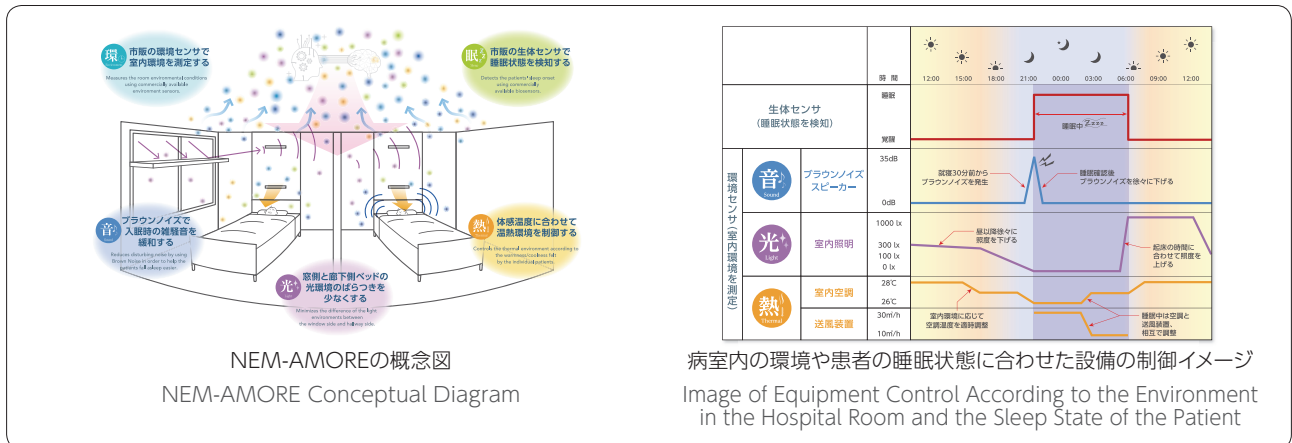 環
市販の環境センサで
室内環境を測定する
Measures the room environmental conditions
using commercially available
environment sensors.
眠
市販の生体センサで
睡眠状態を検知する
Detects the patients' sleep onset
using commercially
available biosensors.
音
ブラウンノイズで
入眠時の雑騒音を
緩和する
Reduces disturbing noise by using
Brown Noise in order to help the
patients fall asleep easier.
熱
体感温度に合わせて
温熱環境を制御する
Controls the thermal environment according to
the warmness/coolness felt
by the individual patients.
光
窓側と廊下側ベッドの
光環境のばらつきを
少なくする
Minimizes the difference of the light
environments between
the window side and hallway side.
NEM-AMOREの概念図
NEM-AMORE Conceptual Diagram
時 間
12:00 15:00 18:00 21:00 00:00 03:00 06:00 09:00 12:00
生体センサ
(睡眠状態を検知)
睡眠
覚醒
睡眠中 Zzzz
環境センサ(室内環境を測定)
音
Sound
ブラウンノイズ
スピーカー
35dB
0dB
就寝30分前から
ブラウンノイズを発生
睡眠確認後
ブラウンノイズを徐々に下げる
光
Light
室内照明
1000 lx
300 lx
100 lx
0 lx
昼以降徐々に
照度を下げる
起床の時間に
合わせて照度を
上げる
熱
Thermal
室内空調
28℃
26℃
送風装置
30㎥/h
10㎥/h
室内環境に応じて
空調温度を適時調整
睡眠中は空調と
送風装置、
相互で調整
病室内の環境や患者の睡眠状態に合わせた設備の制御イメージ
Image of Equipment Control According to the Environment
in the Hospital Room and the Sleep State of the Patient